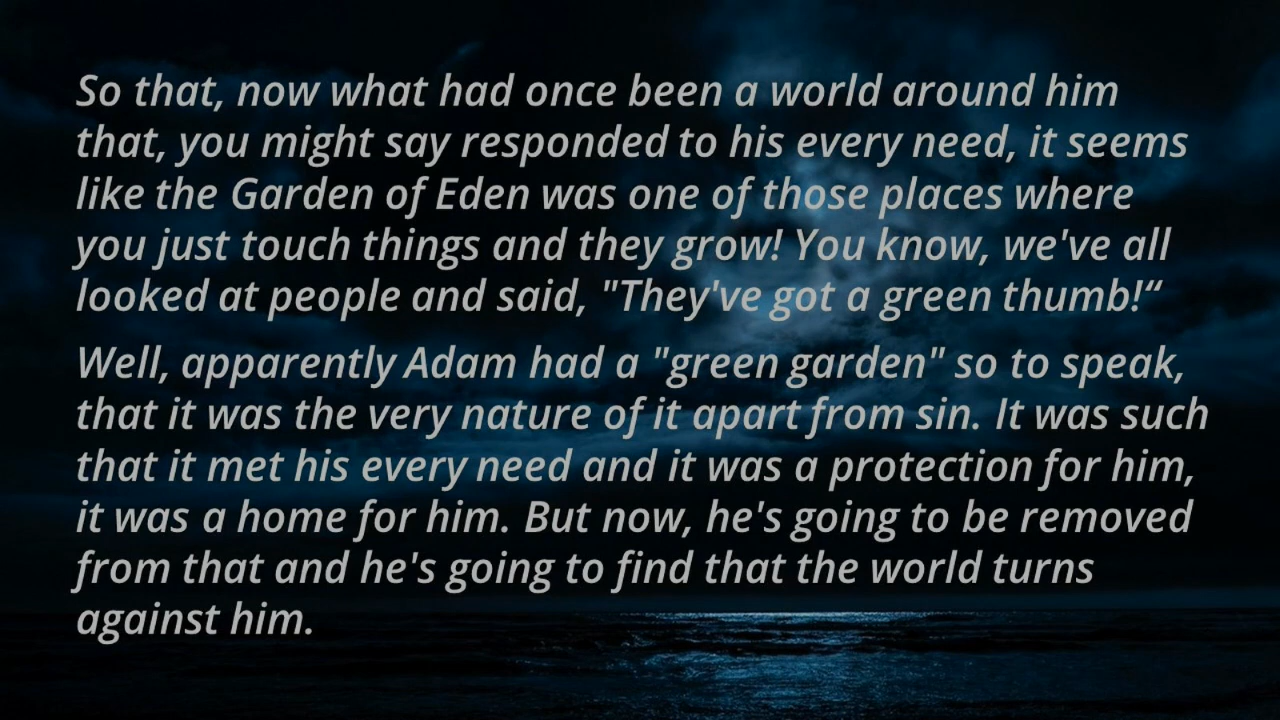 So that, now what had once been a world around him
that, you might say responded to his every need, it seems
like the Garden of Eden was one of those places where
you just touch things and they grow! You know, we've all
looked at people and said, "They've got a green thumb!“
Well, apparently Adam had a "green garden" so to speak,
that it was the very nature of it apart from sin. It was such
that it met his every need and it was a protection for him,
it was a home for him. But now, he's going to be removed
from that and he's going to find that the world turns
against him.